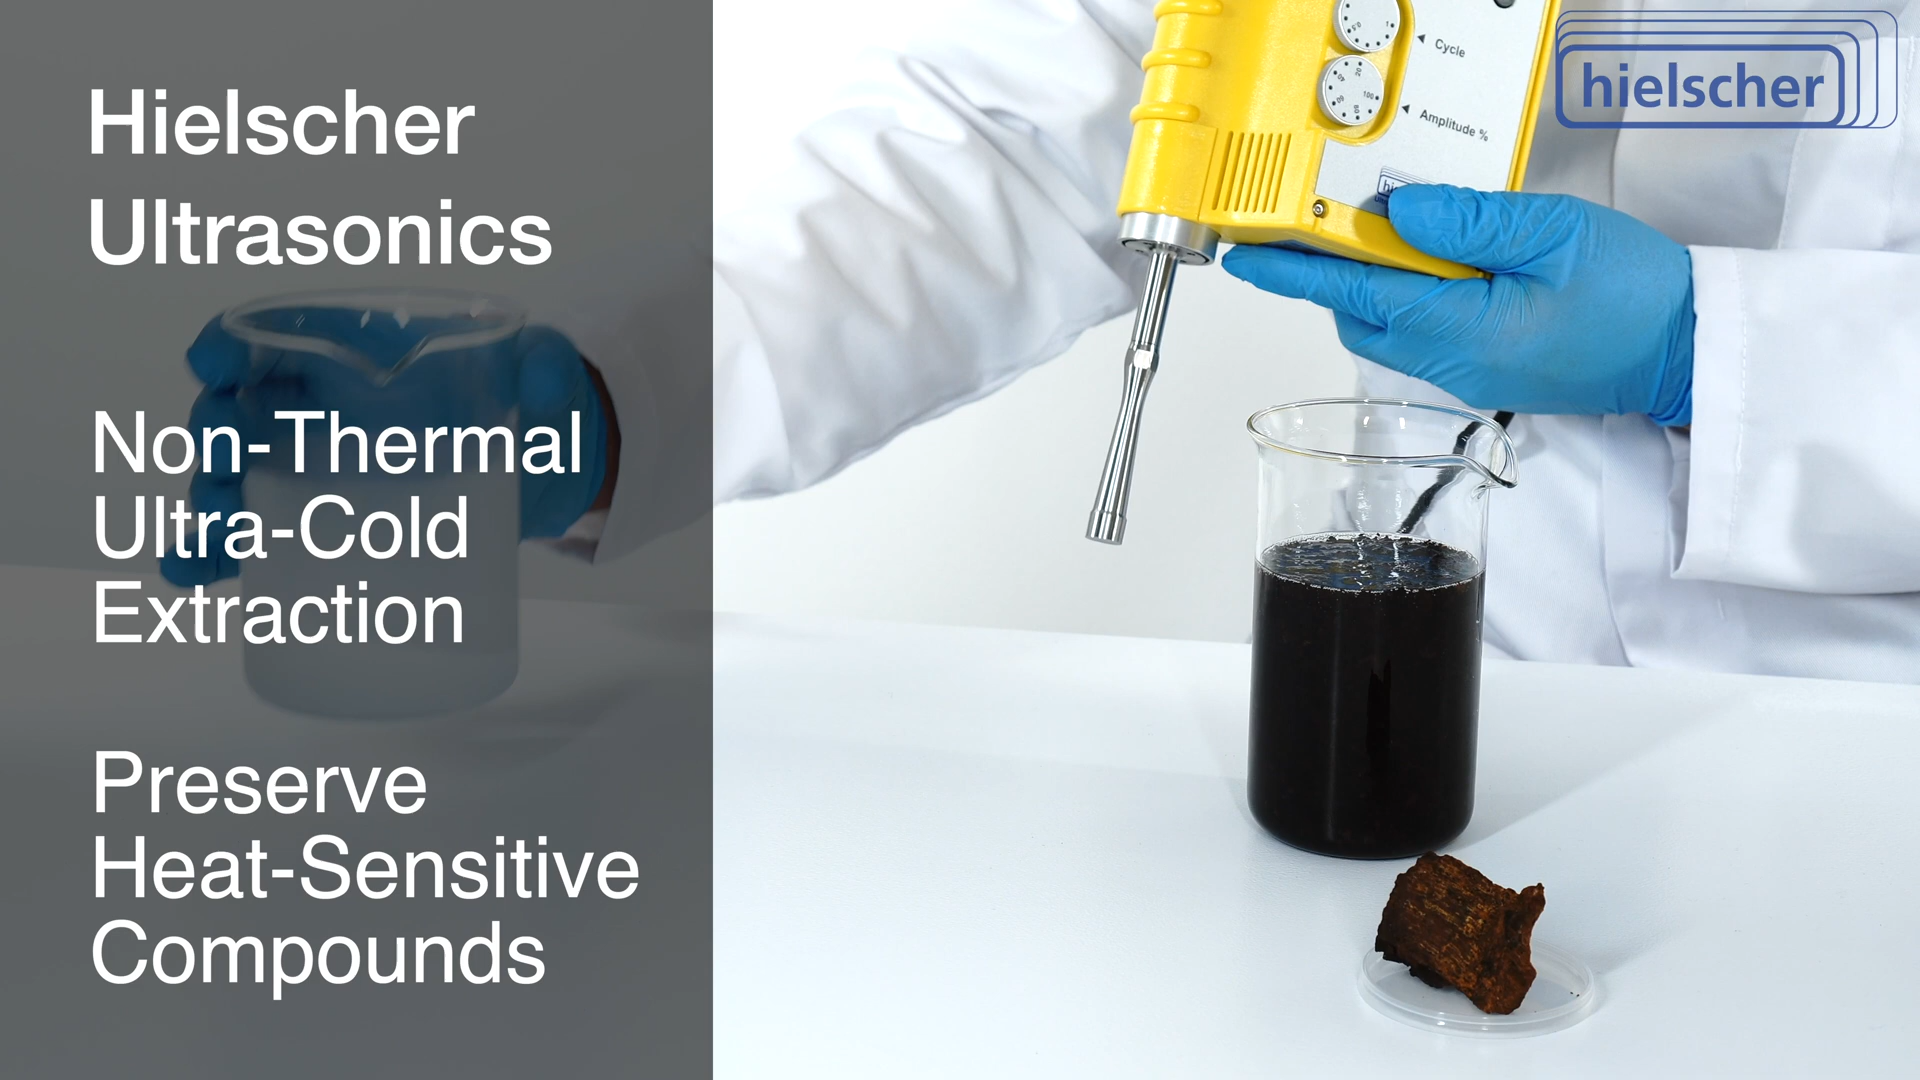 Hielscher
Ultrasonics
Non-Thermal
Ultra-Cold
Extraction
Preserve
Heat-Sensitive
Compounds
Cycle
Amplitude %
hielscher